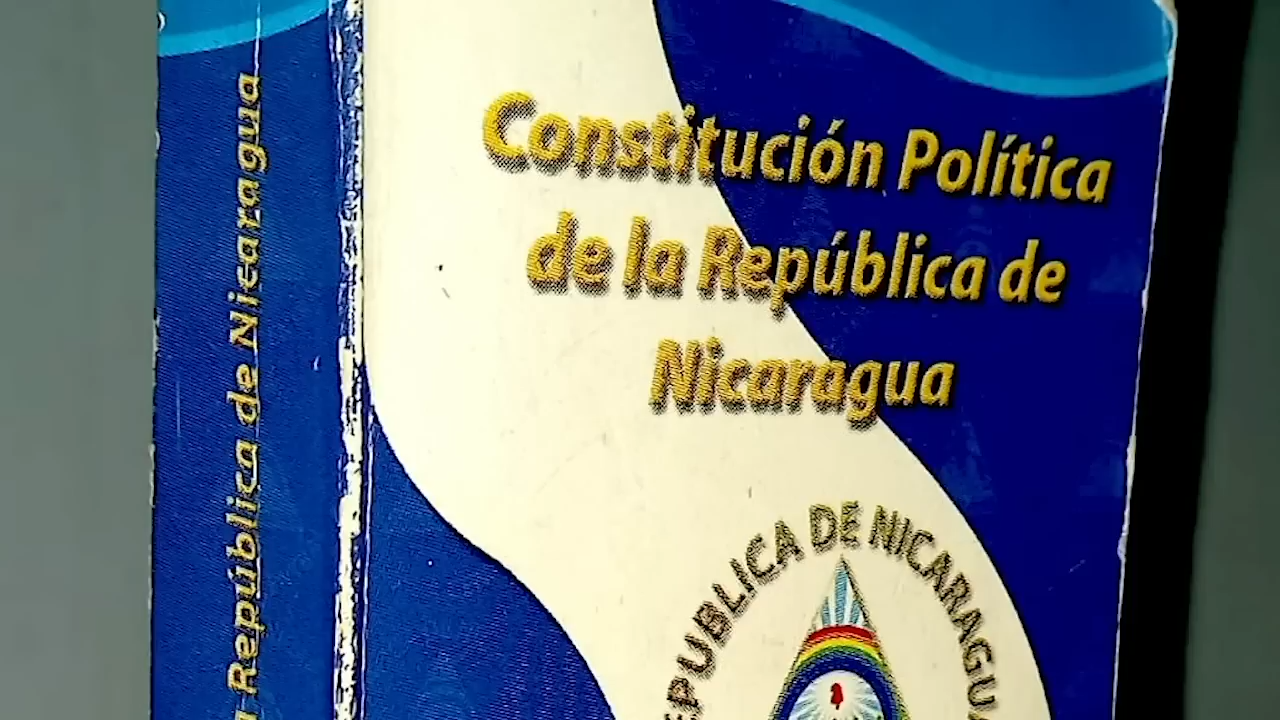 Constitución Política
de la República de
Nicaragua
REPUBLICA DE NICARAGUA
República de Nicaragua